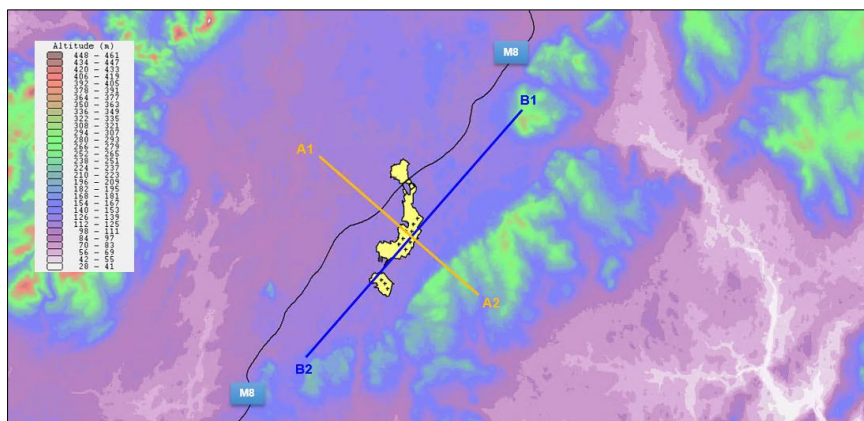 M8
B1
A1
A2
B2
M8
Altitude (m)
448 - 461
434 - 447
420 - 433
406 - 419
392 - 405
378 - 391
364 - 377
350 - 363
336 - 349
322 - 335
308 - 321
294 - 307
280 - 293
266 - 279
252 - 265
238 - 251
224 - 237
210 - 223
196 - 209
182 - 195
168 - 181
154 - 167
140 - 153
126 - 139
112 - 125
98 - 111
84 - 97
70 - 83
56 - 69
42 - 55
28 - 41